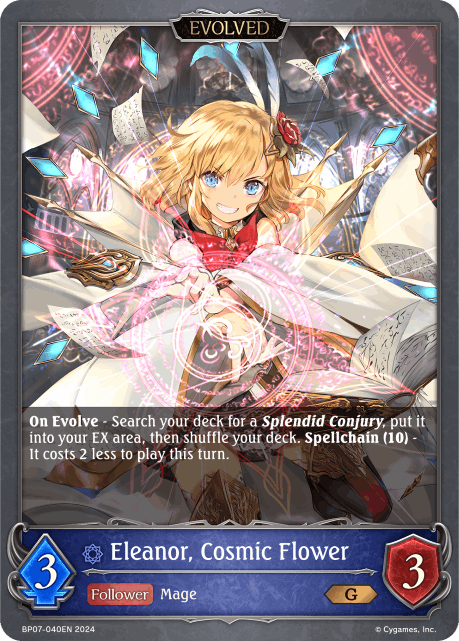 EVOLVED
On Evolve - Search your deck for a Splendid Conjury, put it
into your EX area, then shuffle your deck. Spellchain (10) -
It costs 2 less to play this turn.
3
Eleanor, Cosmic Flower
3
Follower Mage
G
BP07-040EN 2024
© Cygames, Inc.